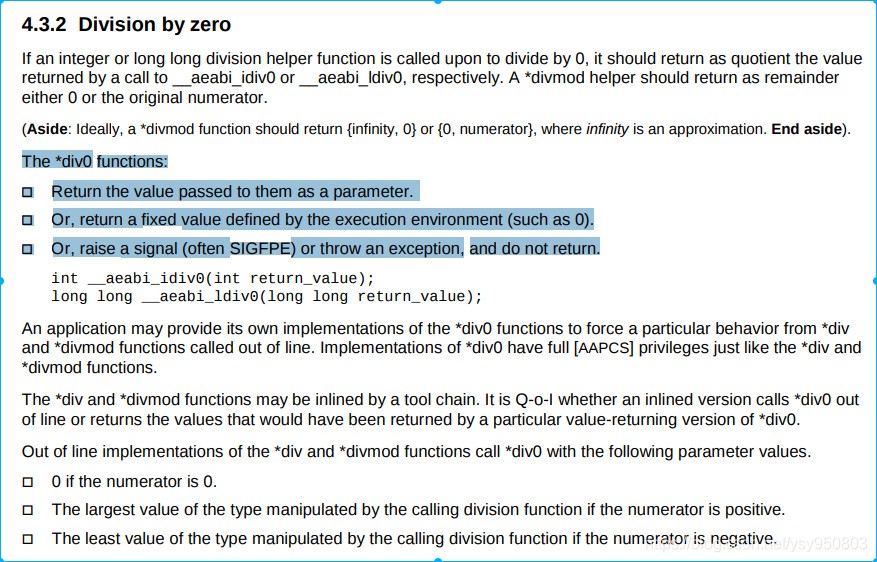 4.3.2 Division by zero
If an integer or long long division helper function is called upon to divide by 0, it should return as quotient the value
returned by a call to __aeabi_idiv0 or __aeabi_ldiv0, respectively. A *divmod helper should return as remainder
either 0 or the original numerator.
(Aside: Ideally, a *divmod function should return {infinity, 0} or {0, numerator}, where infinity is an approximation. End aside).
The *div0 functions:
Return the value passed to them as a parameter.
Or, return a fixed value defined by the execution environment (such as 0).
Or, raise a signal (often SIGFPE) or throw an exception, and do not return.
int __aeabi_idiv0(int return_value);
long long __aeabi_ldiv0(long long return_value);
An application may provide its own implementations of the *div0 functions to force a particular behavior from *div
and *divmod functions called out of line. Implementations of *div0 have full [AAPCS] privileges just like the *div and
*divmod functions.
The *div and *divmod functions may be inlined by a tool chain. It is Q-o-I whether an inlined version calls *div0 out
of line or returns the values that would have been returned by a particular value-returning version of *div0.
Out of line implementations of the *div and *divmod functions call *div0 with the following parameter values.
0 if the numerator is 0.
The largest value of the type manipulated by the calling division function if the numerator is positive.
The least value of the type manipulated by the calling division function if the numerator is negative.
https://blog.csdn.net/ysy950803